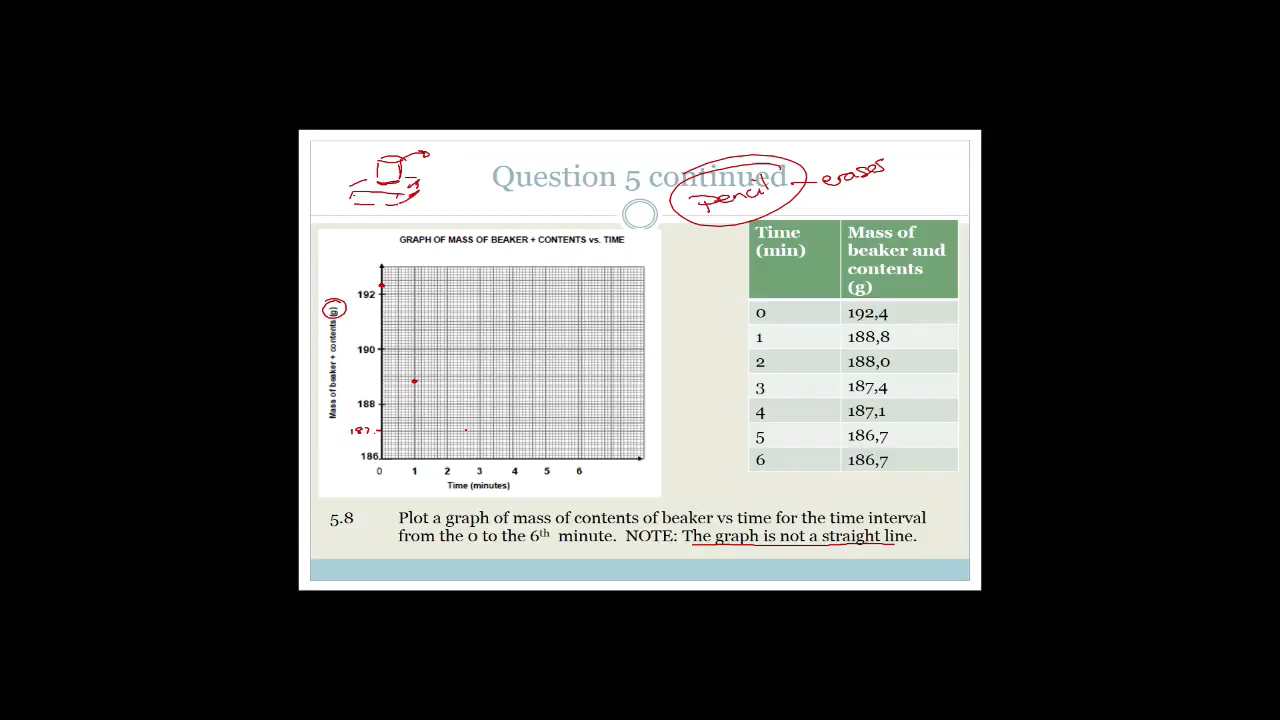 Question 5 continued
pencil – erases
GRAPH OF MASS OF BEAKER + CONTENTS vs. TIME
Mass of beaker + contents (g)
192
190
188
187
186
0 1 2 3 4 5 6
Time (minutes)
Time (min) Mass of beaker and contents (g)
0 192,4
1 188,8
2 188,0
3 187,4
4 187,1
5 186,7
6 186,7
5.8 Plot a graph of mass of contents of beaker vs time for the time interval
from the 0 to the 6th minute. NOTE: The graph is not a straight line.